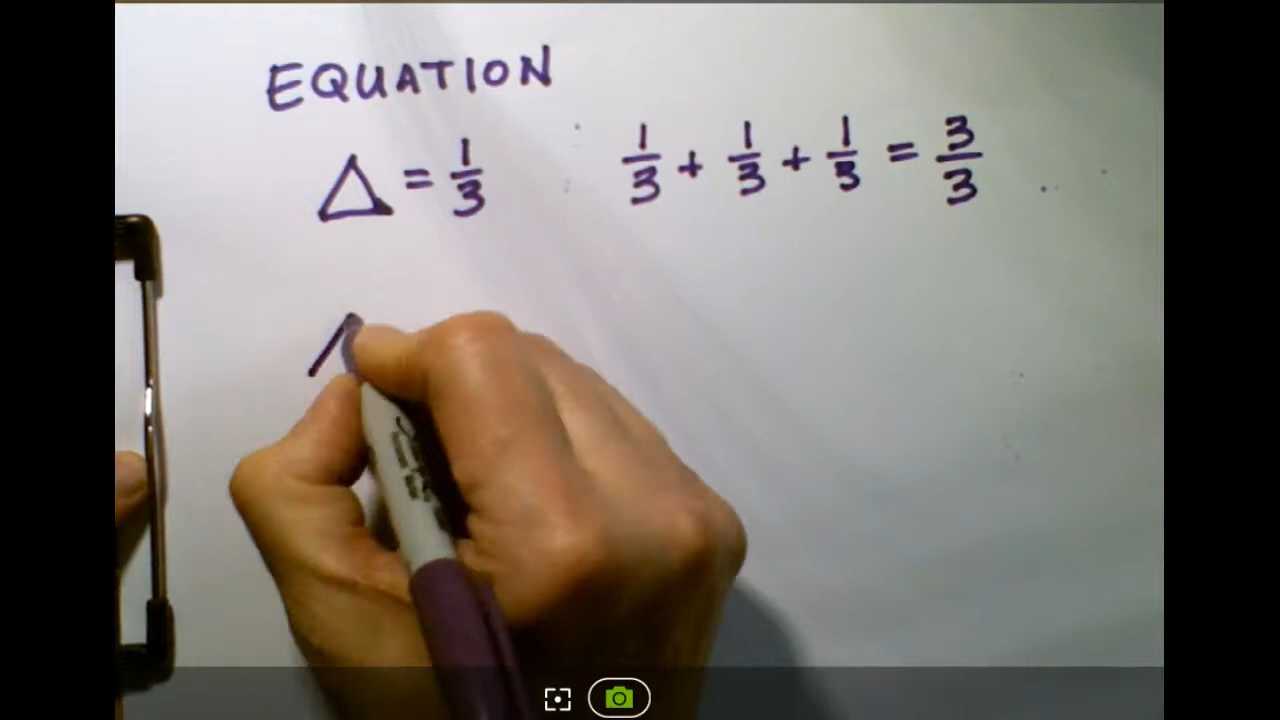 EQUATION
△ = 1/3    1/3 + 1/3 + 1/3 = 3/3